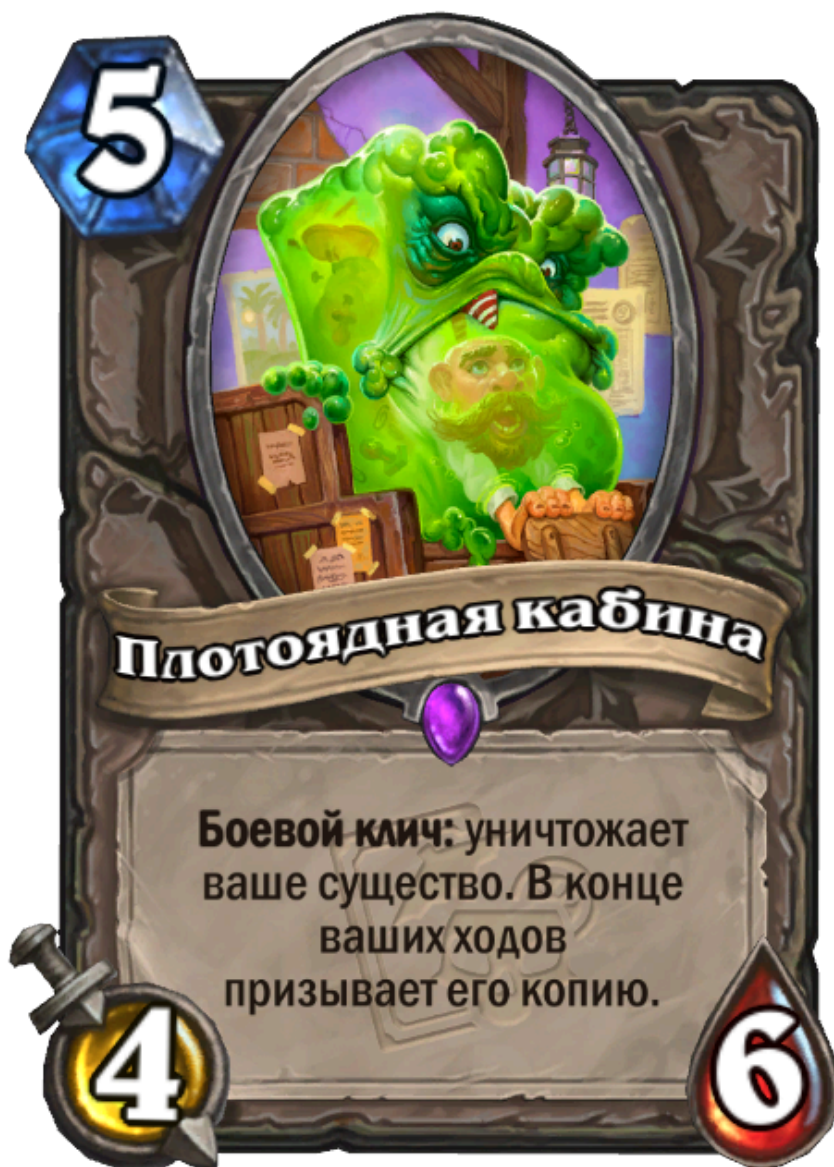 5
Плотоядная кабина
Боевой клич: уничтожает
ваше существо. В конце
ваших ходов
призывает его копию.
4
6